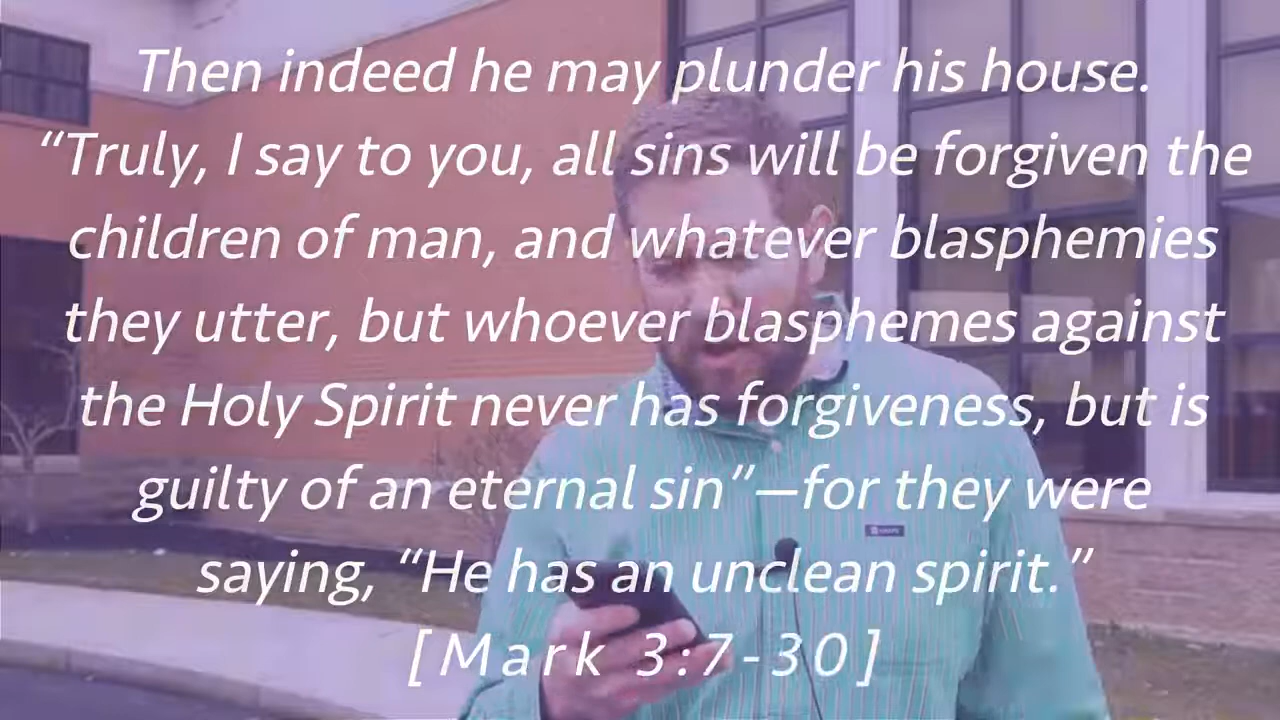 Then indeed he may plunder his house.
“Truly, I say to you, all sins will be forgiven the
children of man, and whatever blasphemies
they utter, but whoever blasphemes against
the Holy Spirit never has forgiveness, but is
guilty of an eternal sin”—for they were
saying, “He has an unclean spirit.”
[Mark 3:7-30]